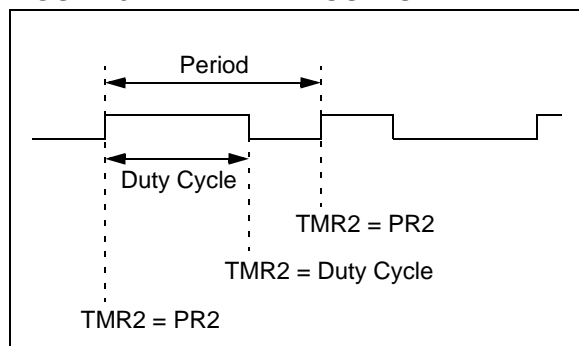 Period
Duty Cycle
TMR2 = PR2
TMR2 = Duty Cycle
TMR2 = PR2